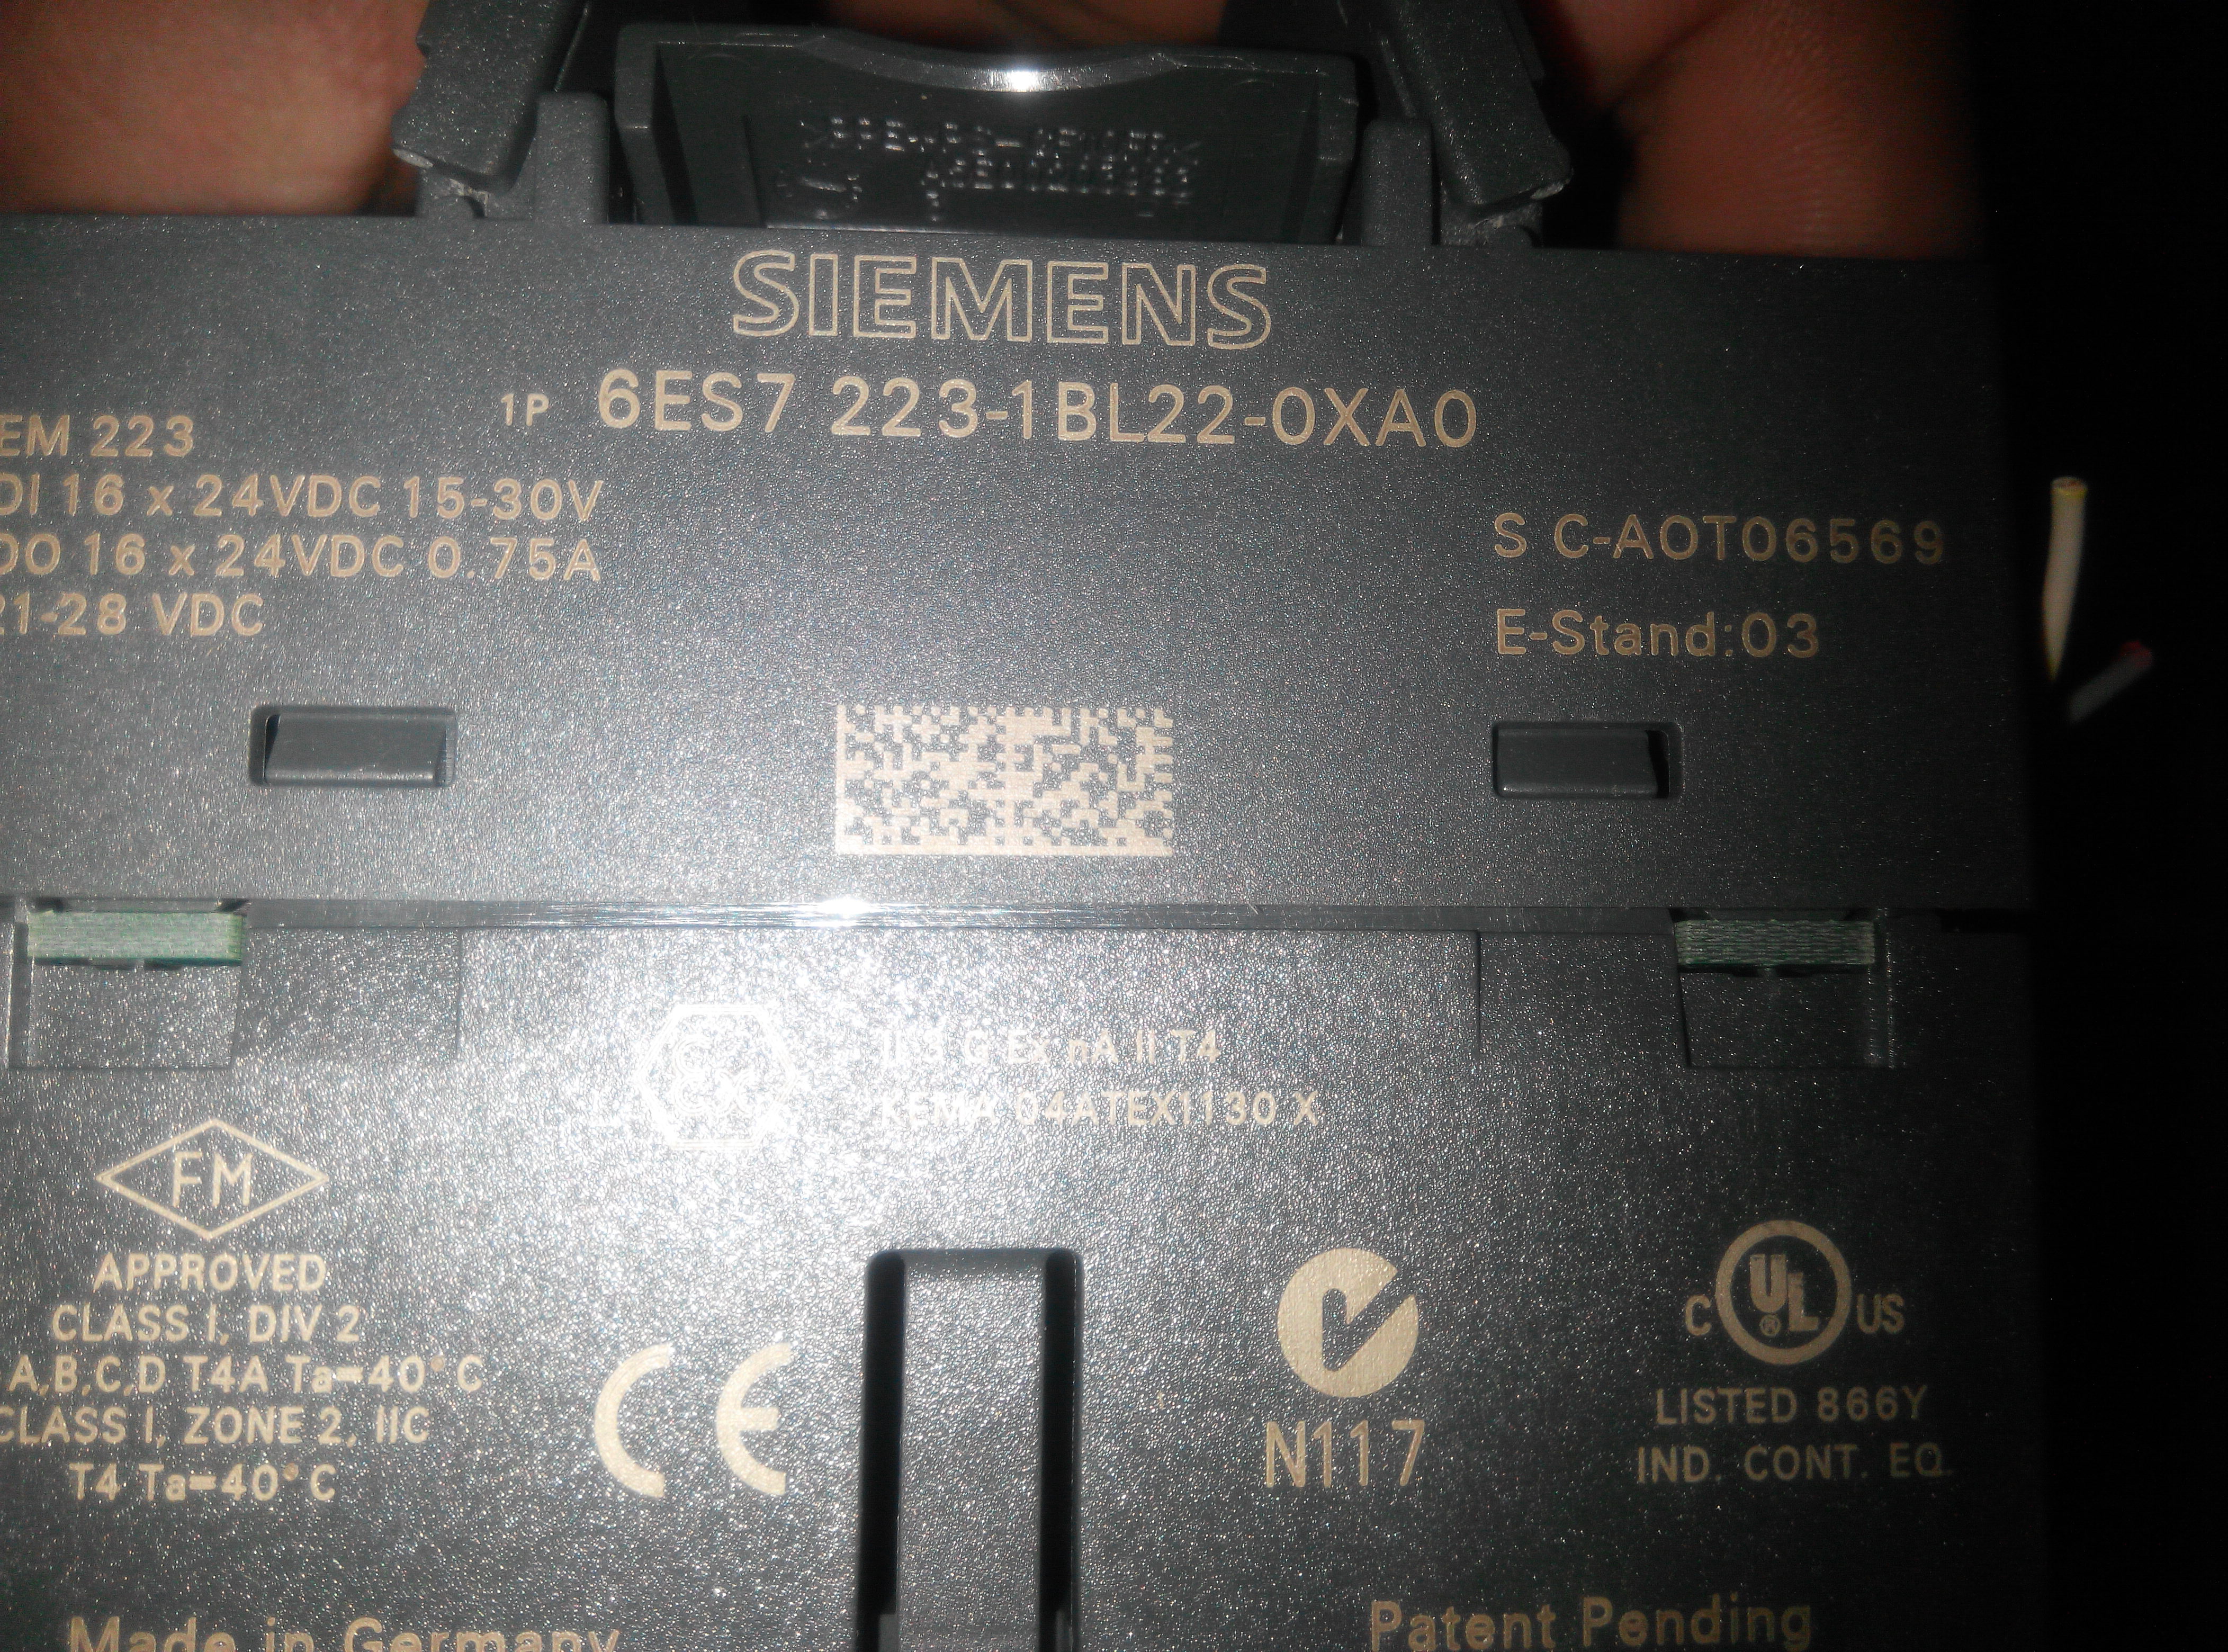 SIEMENS
1P 6ES7 223-1BL22-0XA0
EM 223
DI 16 x 24VDC 15-30V
DO 16 x 24VDC 0.75A
21-28 VDC
S C-A0T06569
E-Stand:03
Ex
II 3 G Ex nA II T4
KEMA 04ATEX1130 X
FM
APPROVED
CLASS I, DIV 2
A,B,C,D T4A Ta=40°C
CLASS I, ZONE 2, IIC
T4 Ta=40°C
CE
N117
C UL® US
LISTED 866Y
IND. CONT. EQ.
Made in Germany
Patent Pending